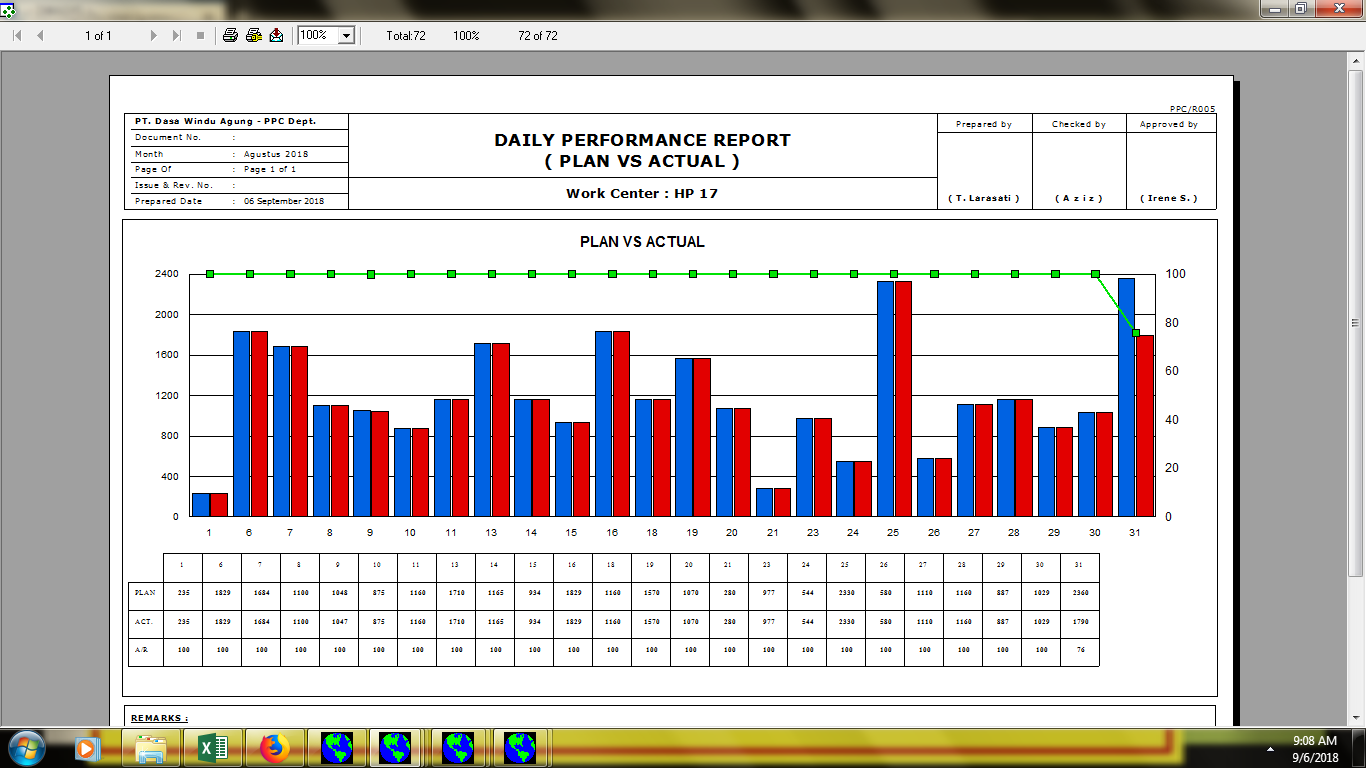 1 of 1
100%
Total:72
100%
72 of 72
PPC/R005
PT. Dasa Windu Agung - PPC Dept.
Document No. :
Month : Agustus 2018
Page Of : Page 1 of 1
Issue & Rev. No. :
Prepared Date : 06 September 2018
DAILY PERFORMANCE REPORT
( PLAN VS ACTUAL )
Work Center : HP 17
Prepared by Checked by Approved by
( T. Larasati ) ( A z i z ) ( Irene S. )
PLAN VS ACTUAL
2400
2000
1600
1200
800
400
0
100
80
60
40
20
0
1 6 7 8 9 10 11 13 14 15 16 18 19 20 21 23 24 25 26 27 28 29 30 31
1 6 7 8 9 10 11 13 14 15 16 18 19 20 21 23 24 25 26 27 28 29 30 31
PLAN 235 1829 1684 1100 1048 875 1160 1710 1165 934 1829 1160 1570 1070 280 977 544 2330 580 1110 1160 887 1029 2360
ACT. 235 1829 1684 1100 1047 875 1160 1710 1165 934 1829 1160 1570 1070 280 977 544 2330 580 1110 1160 887 1029 1790
A/R 100 100 100 100 100 100 100 100 100 100 100 100 100 100 100 100 100 100 100 100 100 100 100 76
REMARKS :
9:08 AM
9/6/2018